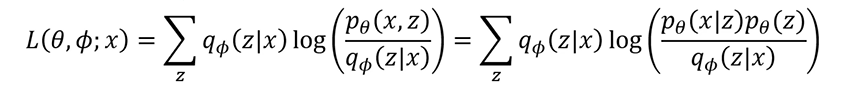 L(θ, ϕ; x) = ∑_z q_ϕ(z|x) log(p_θ(x, z) / q_ϕ(z|x)) = ∑_z q_ϕ(z|x) log(p_θ(x|z)p_θ(z) / q_ϕ(z|x))